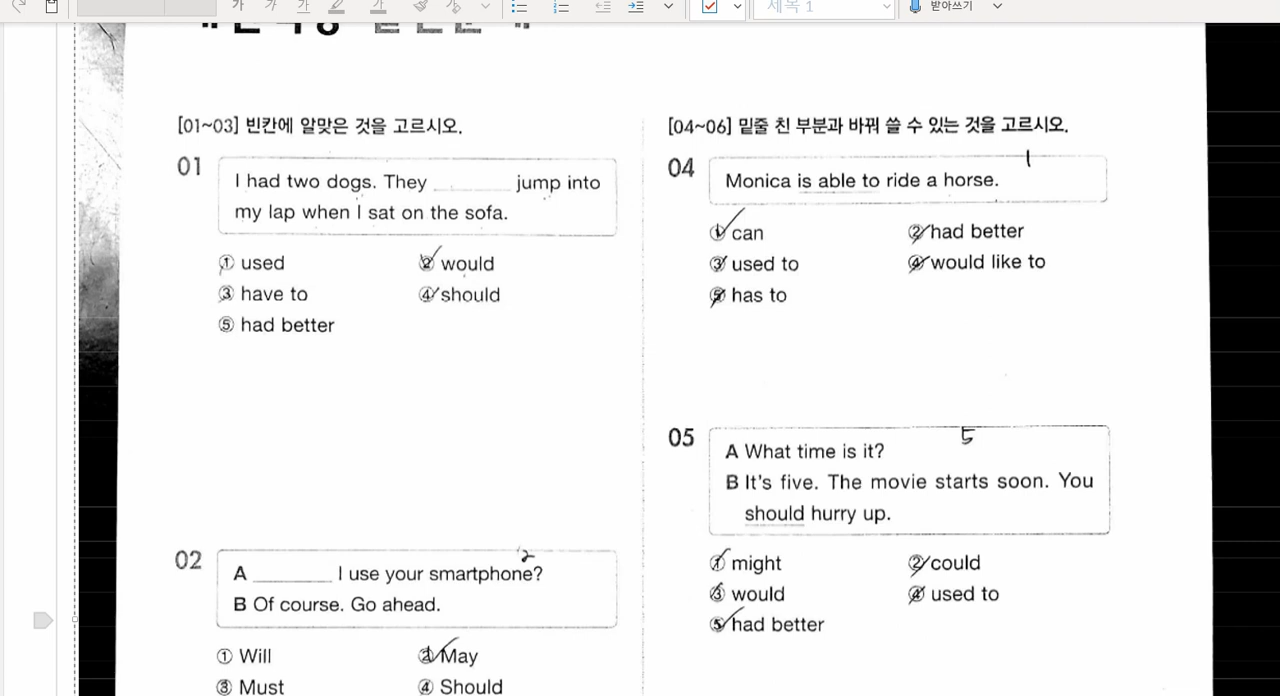 제목 1
받아쓰기
[01~03] 빈칸에 알맞은 것을 고르시오.
01
I had two dogs. They ________ jump into
my lap when I sat on the sofa.
① used
② would
③ have to
④ should
⑤ had better
02
2
A ________ I use your smartphone?
B Of course. Go ahead.
① Will
② May
③ Must
④ Should
[04~06] 밑줄 친 부분과 바꿔 쓸 수 있는 것을 고르시오.
04
1
Monica is able to ride a horse.
① can
② had better
③ used to
④ would like to
⑤ has to
05
5
A What time is it?
B It's five. The movie starts soon. You
should hurry up.
① might
② could
③ would
④ used to
⑤ had better